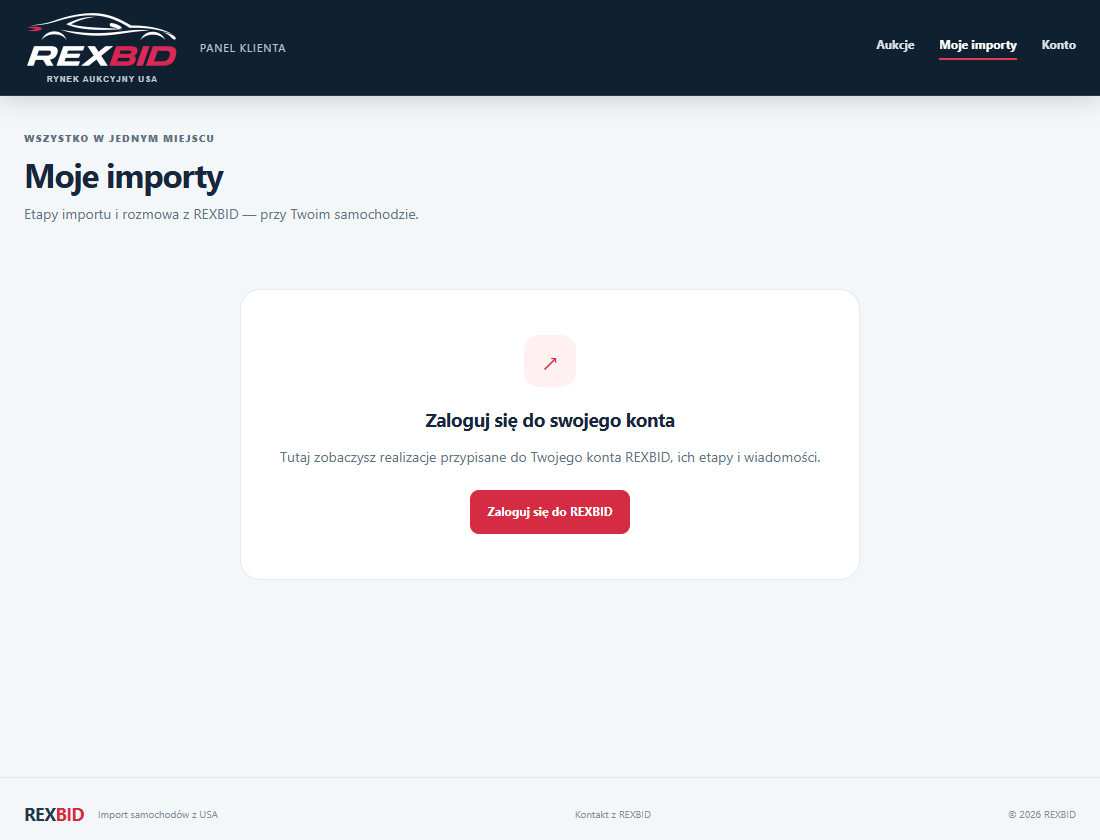 REXBID
RYNEK AUKCYJNY USA
PANEL KLIENTA
Aukcje
Moje importy
Konto
WSZYSTKO W JEDNYM MIEJSCU
Moje importy
Etapy importu i rozmowa z REXBID — przy Twoim samochodzie.
Zaloguj się do swojego konta
Tutaj zobaczysz realizacje przypisane do Twojego konta REXBID, ich etapy i wiadomości.
Zaloguj się do REXBID
REXBID
Import samochodów z USA
Kontakt z REXBID
© 2026 REXBID